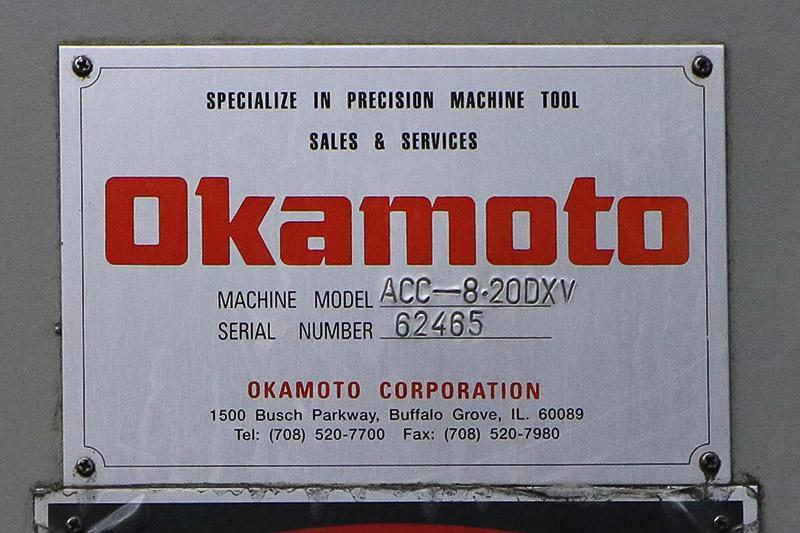 SPECIALIZE IN PRECISION MACHINE TOOL
SALES & SERVICES
Okamoto
MACHINE MODEL ACC-8·20DXV
SERIAL NUMBER 62465
OKAMOTO CORPORATION
1500 Busch Parkway, Buffalo Grove, IL. 60089
Tel: (708) 520-7700 Fax: (708) 520-7980